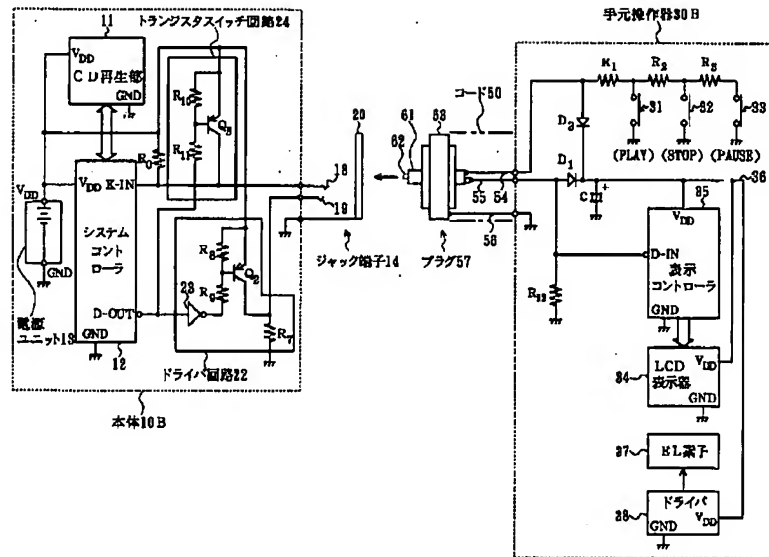 トランジスタスイッチ回路24
手元操作器30B
11
VDD
CD再生部
GND
R10
Q3
R11
R0
VDD
VDD K-IN
システム
コント
ローラ
D-OUT
GND
GND
電源
ユニット13
12
23
R8
R9
Q2
R7
ドライバ回路22
本体10B
18
19
20
ジャック端子14
62
61
63
コード50
55
54
56
プラグ57
K1
R2
R3
31
32
33
(PLAY) (STOP) (PAUSE)
D2
D1
C1
+
35
36
VDD
D-IN
表示
コントローラ
GND
R12
34
LCD
表示器
VDD
GND
37
EL素子
38
ドライバ
VDD
GND